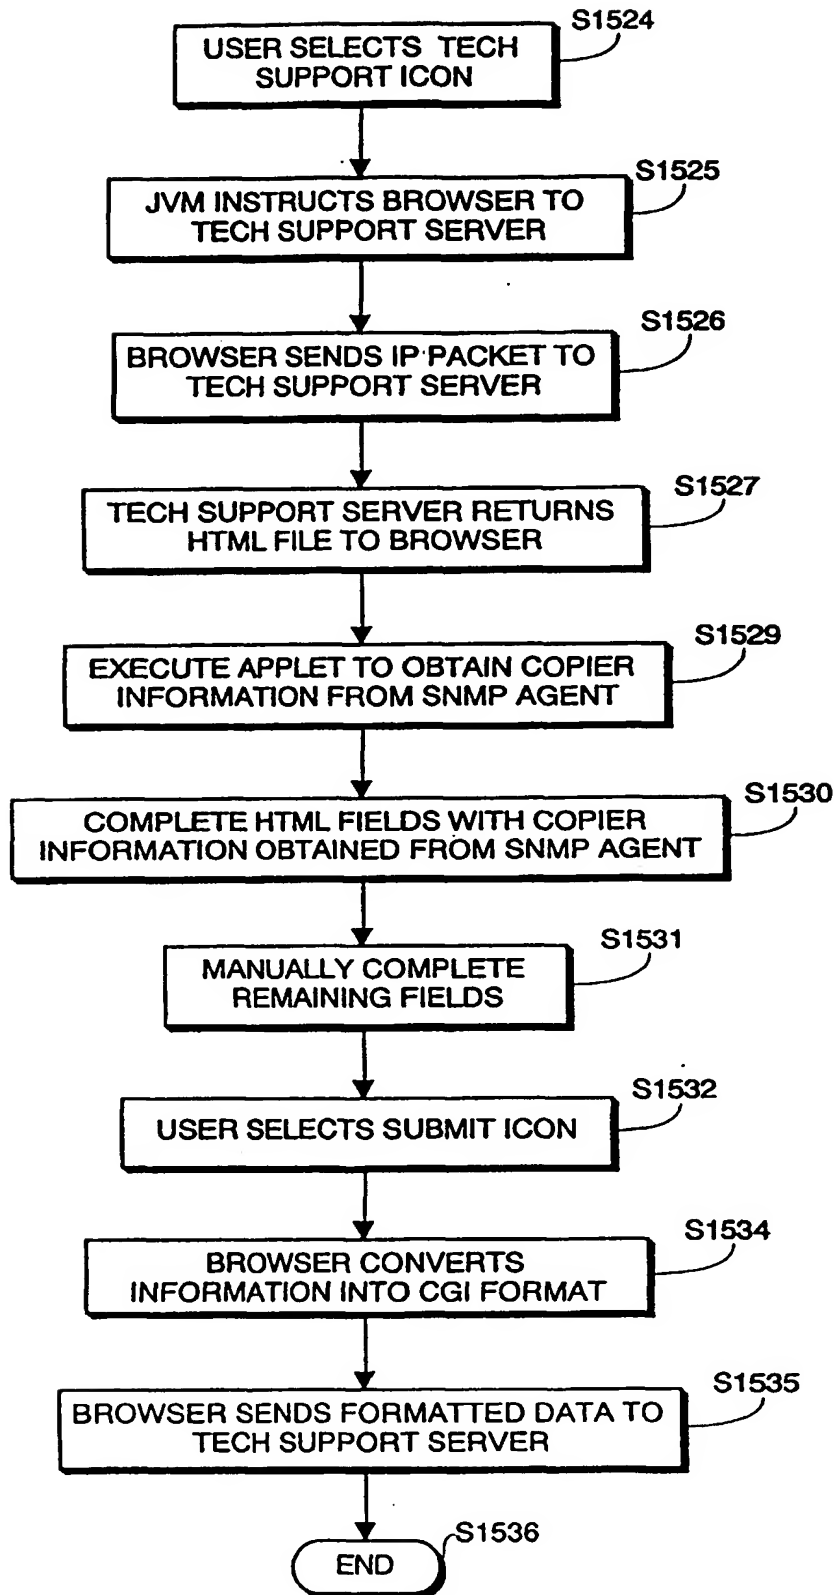 S1524
USER SELECTS TECH
SUPPORT ICON
S1525
JVM INSTRUCTS BROWSER TO
TECH SUPPORT SERVER
S1526
BROWSER SENDS IP PACKET TO
TECH SUPPORT SERVER
S1527
TECH SUPPORT SERVER RETURNS
HTML FILE TO BROWSER
S1529
EXECUTE APPLET TO OBTAIN COPIER
INFORMATION FROM SNMP AGENT
S1530
COMPLETE HTML FIELDS WITH COPIER
INFORMATION OBTAINED FROM SNMP AGENT
S1531
MANUALLY COMPLETE
REMAINING FIELDS
S1532
USER SELECTS SUBMIT ICON
S1534
BROWSER CONVERTS
INFORMATION INTO CGI FORMAT
S1535
BROWSER SENDS FORMATTED DATA TO
TECH SUPPORT SERVER
S1536
END